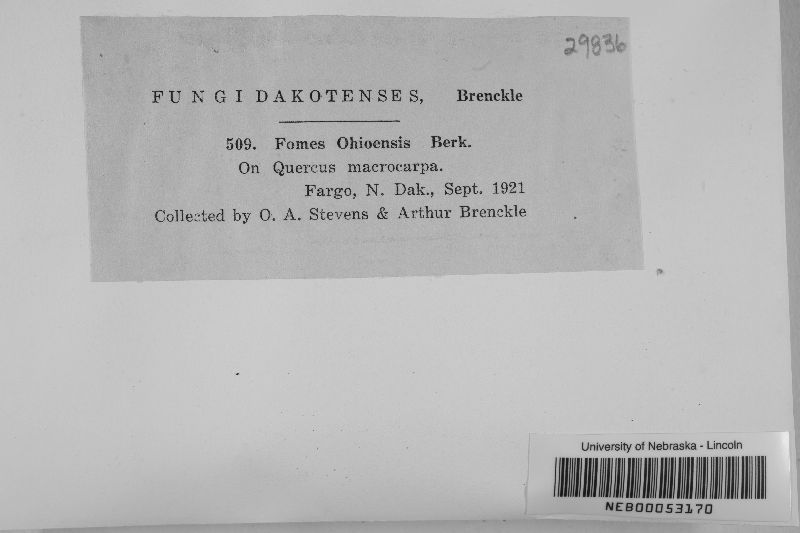 29836
FUNGI DAKOTENSES, Brenckle
509. Fomes Ohioensis Berk.
On Quercus macrocarpa.
Fargo, N. Dak., Sept. 1921
Collected by O. A. Stevens & Arthur Brenckle
University of Nebraska - Lincoln
NEB00053170